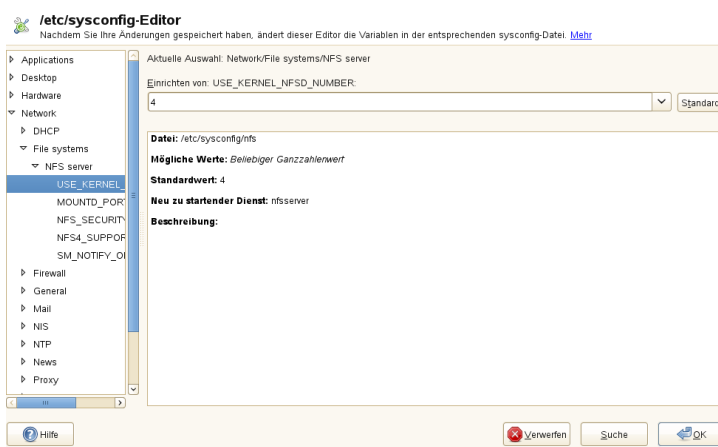 /etc/sysconfig-Editor
Nachdem Sie Ihre Änderungen gespeichert haben, ändert dieser Editor die Variablen in der entsprechenden sysconfig-Datei. Mehr
Applications
Desktop
Hardware
Network
DHCP
File systems
NFS server
USE_KERNEL_
MOUNTD_POR
NFS_SECURITY
NFS4_SUPPOR
SM_NOTIFY_O
Firewall
General
Mail
NIS
NTP
News
Proxy
Aktuelle Auswahl: Network/File systems/NFS server
Einrichten von: USE_KERNEL_NFSD_NUMBER:
4
Standard
Datei: /etc/sysconfig/nfs
Mögliche Werte: Beliebiger Ganzzahlenwert
Standardwert: 4
Neu zu startender Dienst: nfsserver
Beschreibung:
Hilfe
Verwerfen
Suche
OK